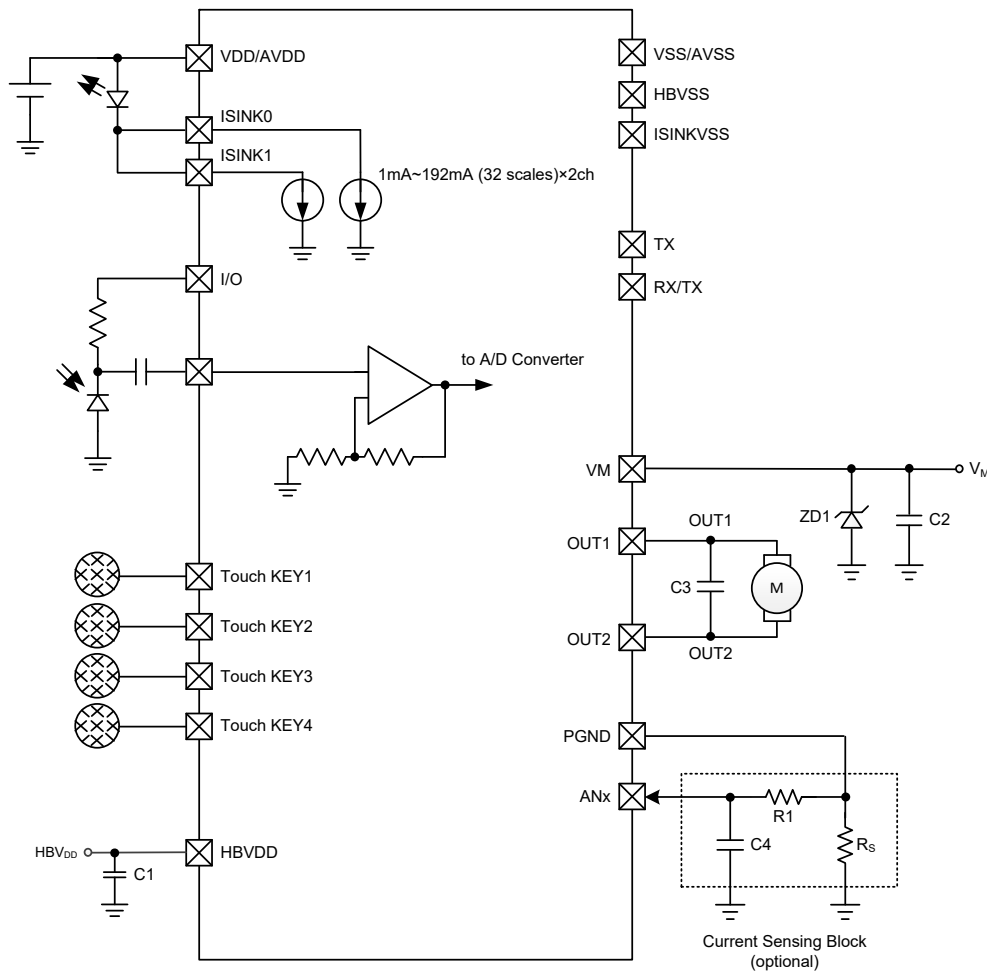 VDD/AVDD
ISINK0
ISINK1
1mA~192mA (32 scales)×2ch
I/O
to A/D Converter
Touch KEY1
Touch KEY2
Touch KEY3
Touch KEY4
HBVDD
HBVDD
C1
VSS/AVSS
HBVSS
ISINKVSS
TX
RX/TX
VM
VM
ZD1
C2
OUT1
OUT1
C3
M
OUT2
OUT2
PGND
ANx
R1
C4
RS
Current Sensing Block
(optional)